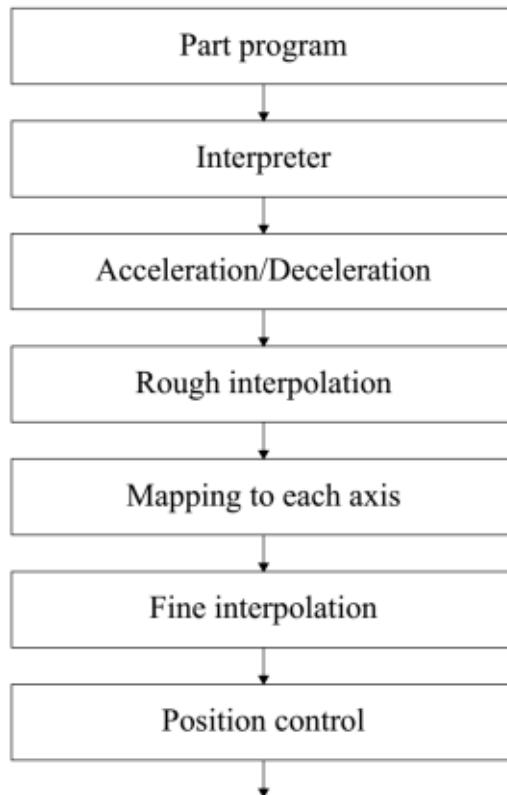 Part program
Interpreter
Acceleration/Deceleration
Rough interpolation
Mapping to each axis
Fine interpolation
Position control